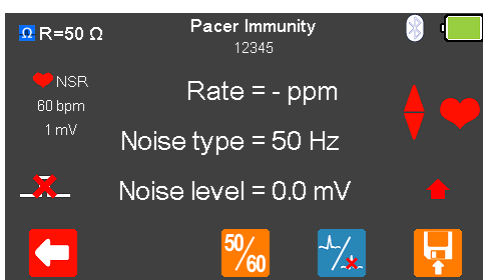 Ω R=50 Ω
Pacer Immunity
12345
NSR
60 bpm
1 mV
Rate = - ppm
Noise type = 50 Hz
Noise level = 0.0 mV
50/60